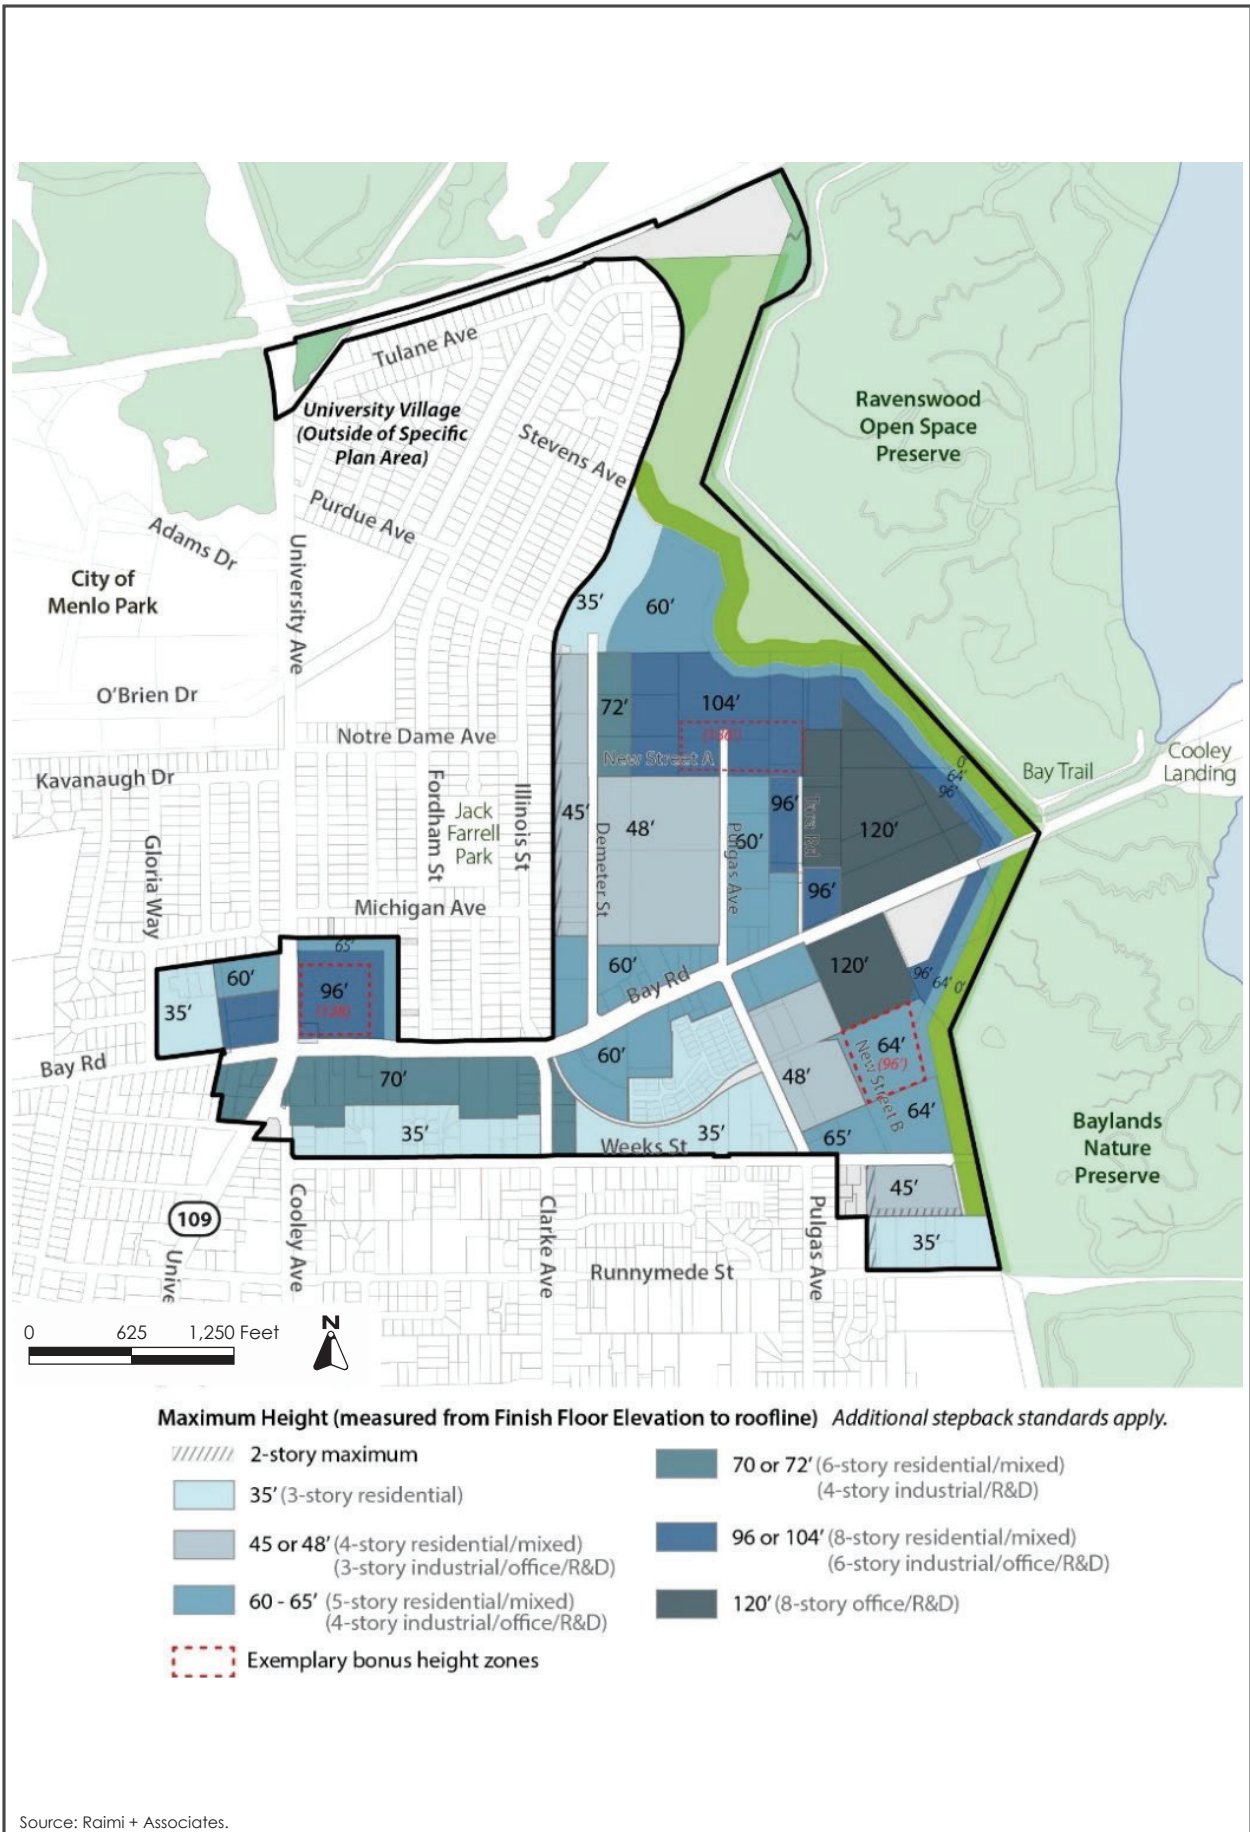 Tulane Ave
University Village
(Outside of Specific
Plan Area)
Stevens Ave
Purdue Ave
Ravenswood
Open Space
Preserve
Adams Dr
City of
Menlo Park
University Ave
35′
60′
O'Brien Dr
72′
104′
Notre Dame Ave
New Street A
Kavanaugh Dr
Cooley
Landing
Bay Trail
0′
64′
96′
Fordham St
Illinois St
Jack
Farrell
Park
45′
48′
96′
60′
120′
Gloria Way
Demeter St
Pulgas Ave
96′
Michigan Ave
65′
60′
96′
35′
60′
Bay Rd
120′
96′
64′
0′
Bay Rd
60′
64′
(96′)
New Street B
70′
48′
64′
35′
Weeks St
35′
65′
Baylands
Nature
Preserve
45′
35′
109
Cooley Ave
Clarke Ave
Pulgas Ave
Unive
Runnymede St
0 625 1,250 Feet
N
Maximum Height (measured from Finish Floor Elevation to roofline) Additional stepback standards apply.
2-story maximum
35′ (3-story residential)
45 or 48′ (4-story residential/mixed)
(3-story industrial/office/R&D)
60 - 65′ (5-story residential/mixed)
(4-story industrial/office/R&D)
Exemplary bonus height zones
70 or 72′ (6-story residential/mixed)
(4-story industrial/R&D)
96 or 104′ (8-story residential/mixed)
(6-story industrial/office/R&D)
120′ (8-story office/R&D)
Source: Raimi + Associates.